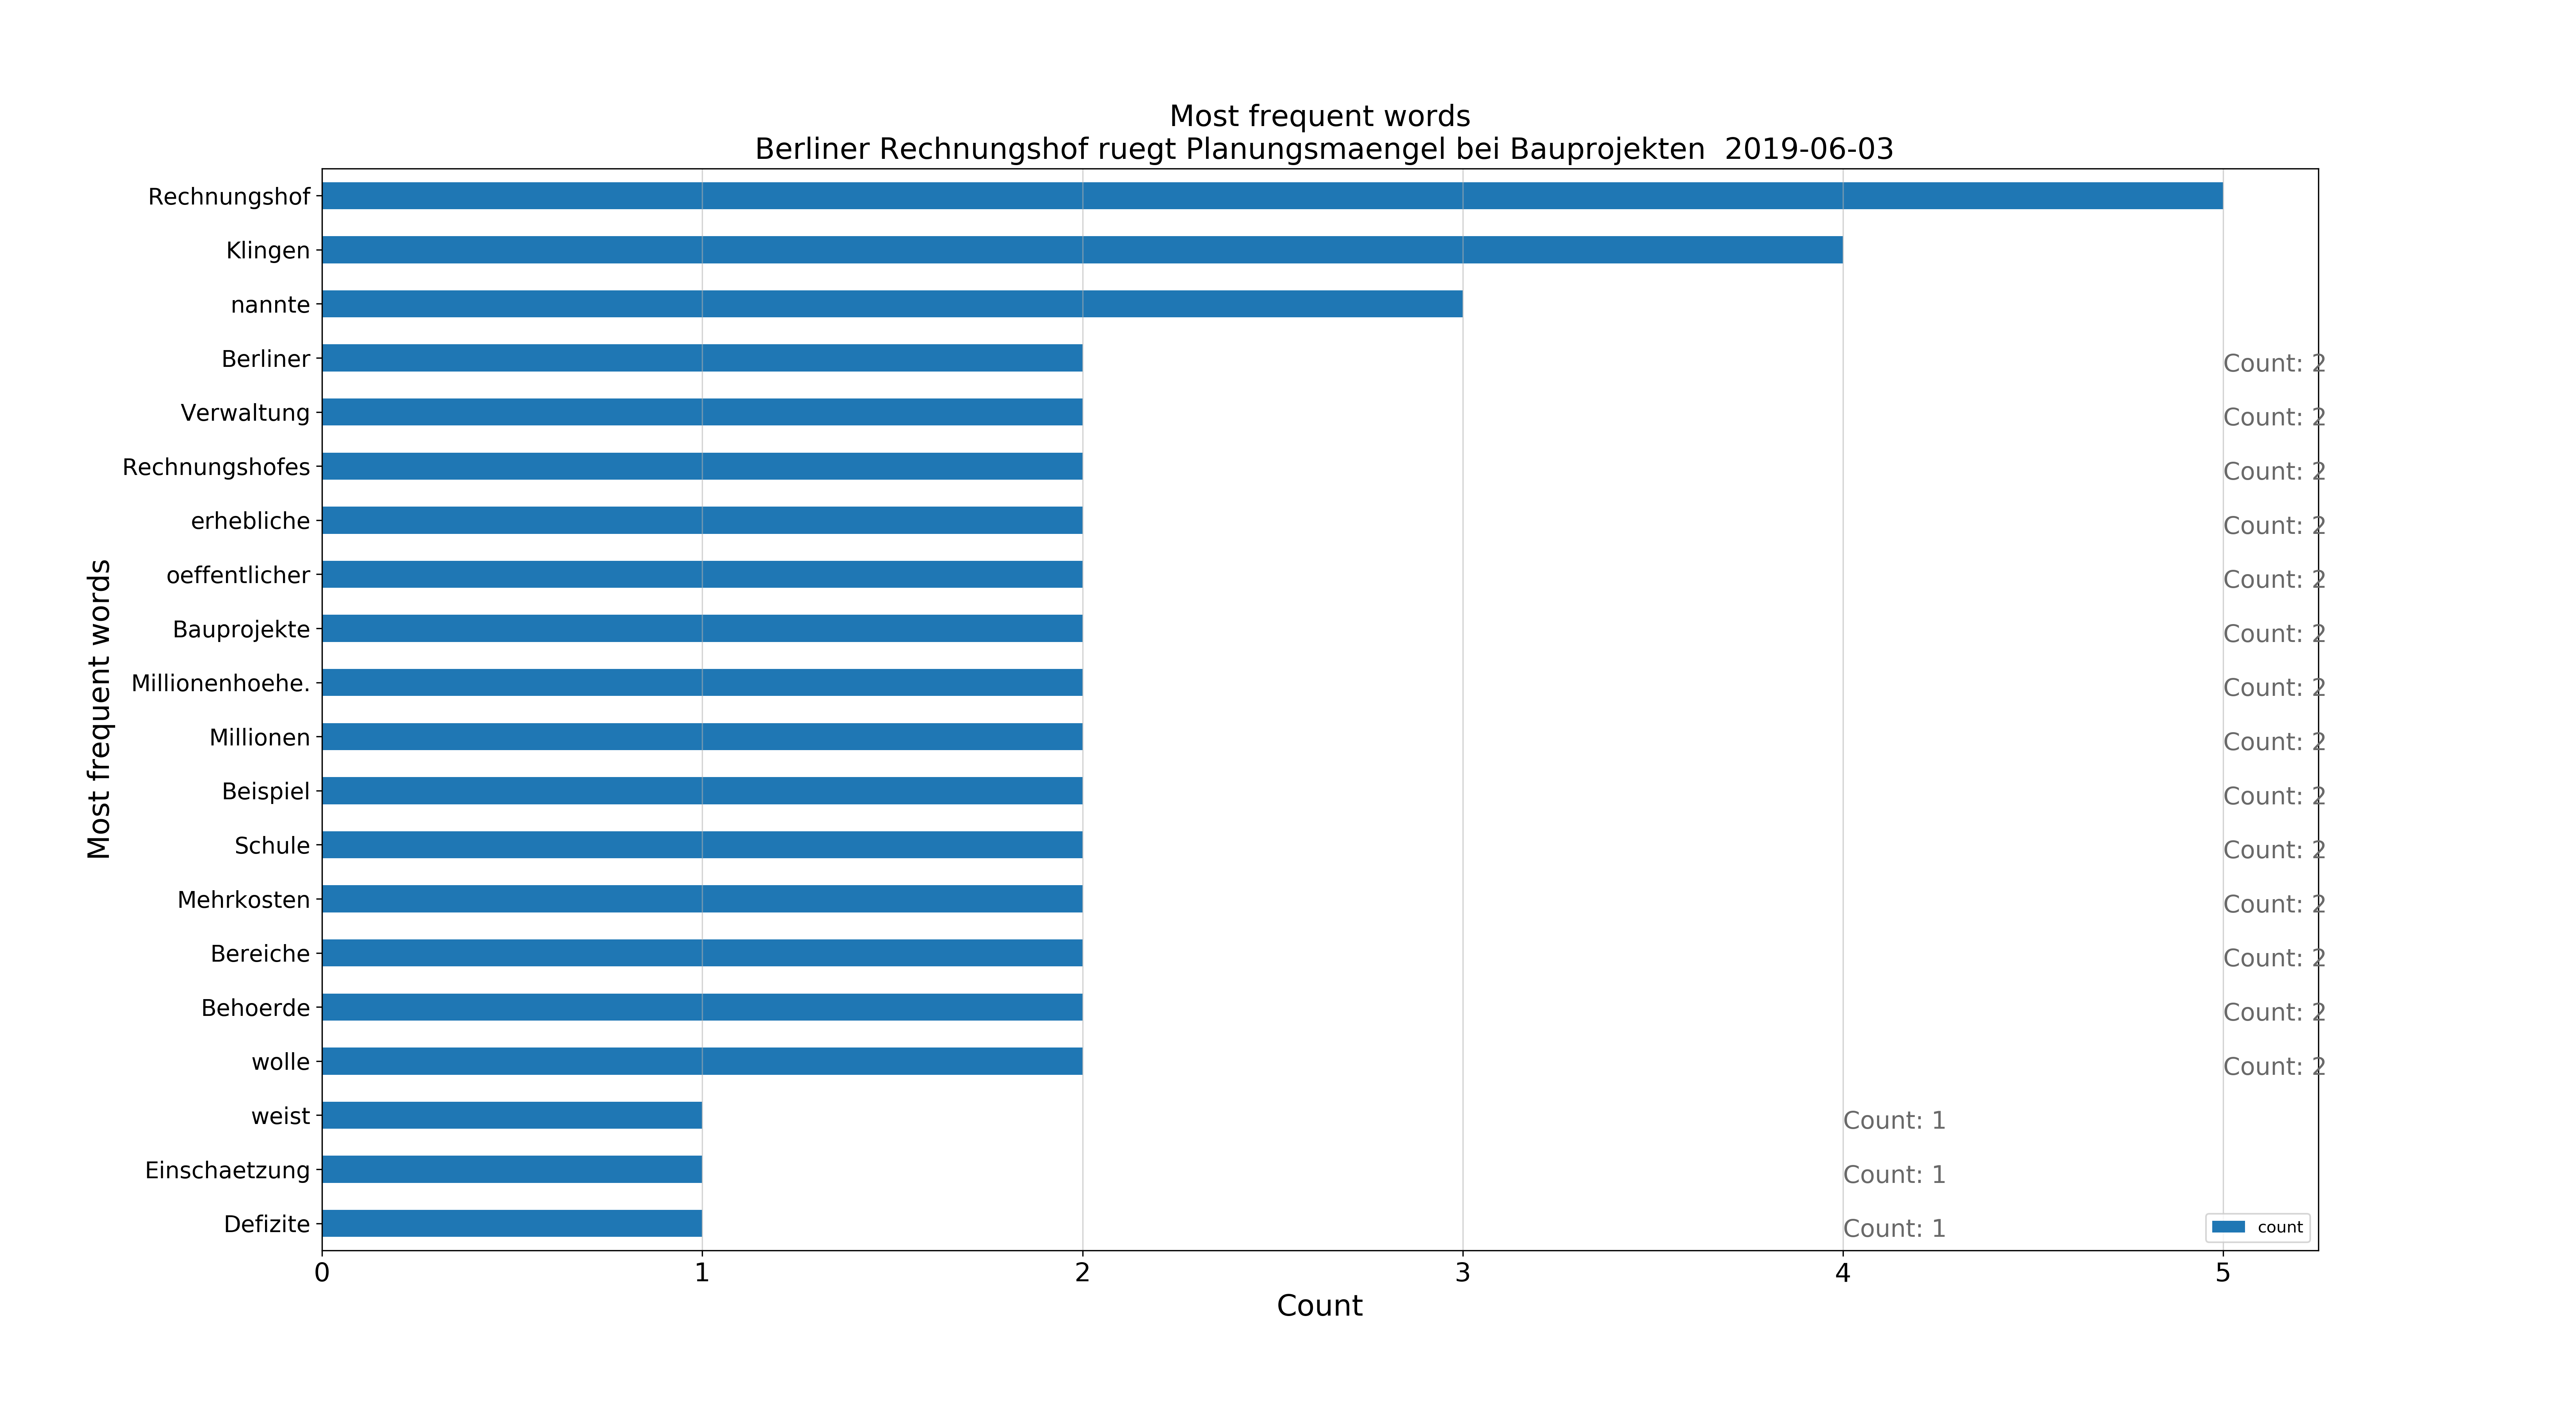 Most frequent words
Berliner Rechnungshof ruegt Planungsmaengel bei Bauprojekten  2019-06-03
Rechnungshof
Klingen
nannte
Berliner Count: 2
Verwaltung Count: 2
Rechnungshofes Count: 2
erhebliche Count: 2
oeffentlicher Count: 2
Bauprojekte Count: 2
Millionenhoehe. Count: 2
Millionen Count: 2
Beispiel Count: 2
Schule Count: 2
Mehrkosten Count: 2
Bereiche Count: 2
Behoerde Count: 2
wolle Count: 2
weist Count: 1
Einschaetzung Count: 1
Defizite Count: 1
count
Most frequent words
0 1 2 3 4 5
Count